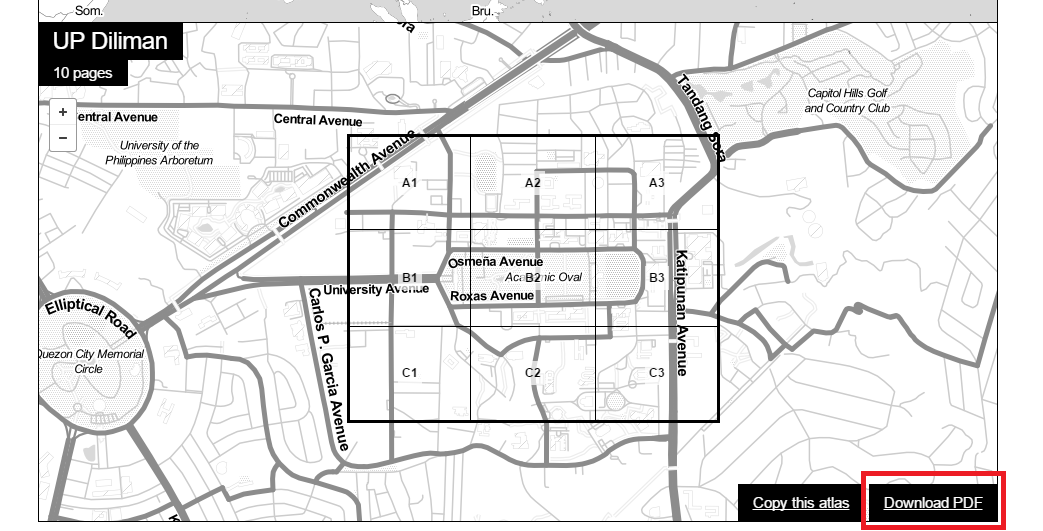 Som.
Bru.
ra
UP Diliman
10 pages
+
−
entral Avenue
Central Avenue
University of the
Philippines Arboretum
Commonwealth Avenue
Tandang Sora
Capitol Hills Golf
and Country Club
A1
A2
A3
Osmeña Avenue
Academic Oval
B1
B2
B3
University Avenue
Roxas Avenue
Katipunan Avenue
Elliptical Road
Quezon City Memorial
Circle
Carlos P. Garcia Avenue
C1
C2
C3
Copy this atlas
Download PDF